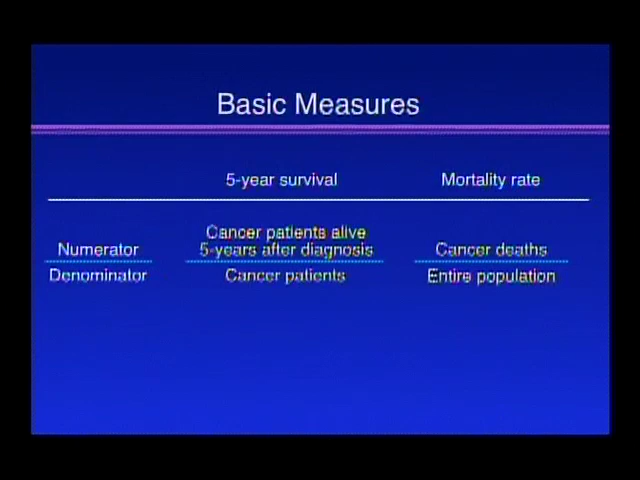 Basic Measures
5-year survival Mortality rate
Cancer patients alive
Numerator 5-years after diagnosis Cancer deaths
Denominator Cancer patients Entire population